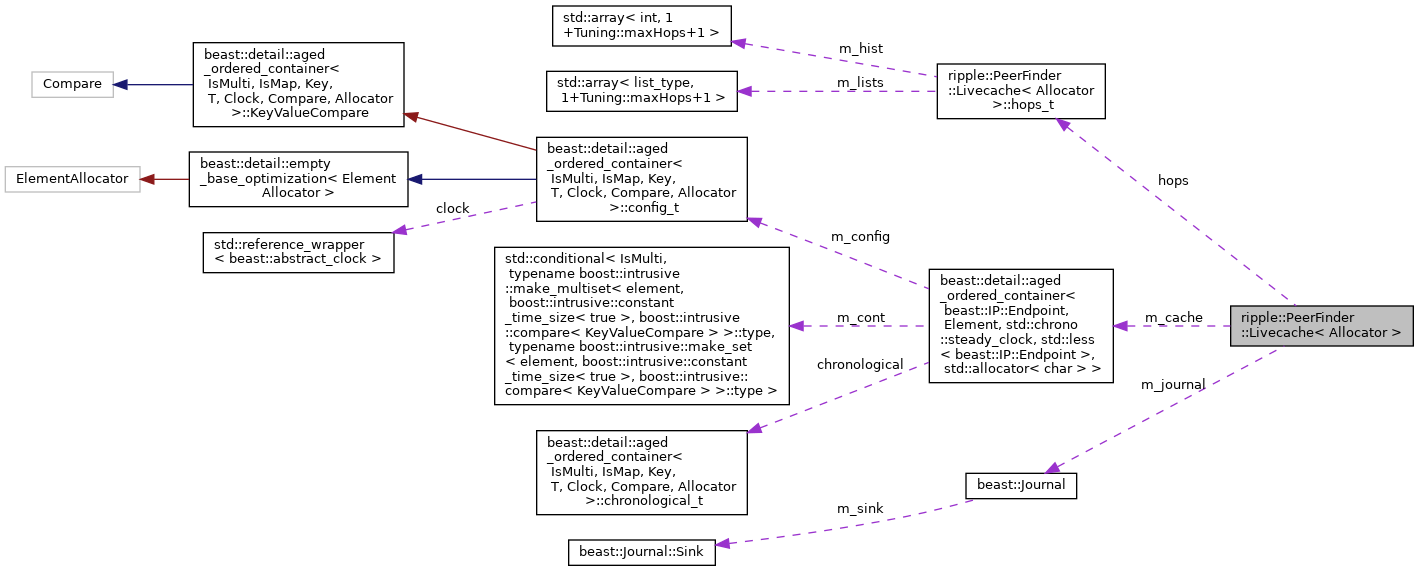 std::array< int, 1
+Tuning::maxHops+1 >
m_hist
beast::detail::aged
_ordered_container<
IsMulti, IsMap, Key,
T, Clock, Compare, Allocator
>::KeyValueCompare
Compare
std::array< list_type,
1+Tuning::maxHops+1 >
m_lists
ripple::PeerFinder
::Livecache< Allocator
>::hops_t
beast::detail::empty
_base_optimization< Element
Allocator >
ElementAllocator
beast::detail::aged
_ordered_container<
IsMulti, IsMap, Key,
T, Clock, Compare, Allocator
>::config_t
hops
clock
std::reference_wrapper
< beast::abstract_clock >
m_config
std::conditional< IsMulti,
typename boost::intrusive
::make_multiset< element,
boost::intrusive::constant
_time_size< true >, boost::intrusive
::compare< KeyValueCompare > >::type,
typename boost::intrusive::make_set
< element, boost::intrusive::constant
_time_size< true >, boost::intrusive::
compare< KeyValueCompare > >::type >
m_cont
beast::detail::aged
_ordered_container<
beast::IP::Endpoint,
Element, std::chrono
::steady_clock, std::less
< beast::IP::Endpoint >,
std::allocator< char > >
m_cache
ripple::PeerFinder
::Livecache< Allocator >
chronological
m_journal
beast::detail::aged
_ordered_container<
IsMulti, IsMap, Key,
T, Clock, Compare, Allocator
>::chronological_t
beast::Journal
m_sink
beast::Journal::Sink